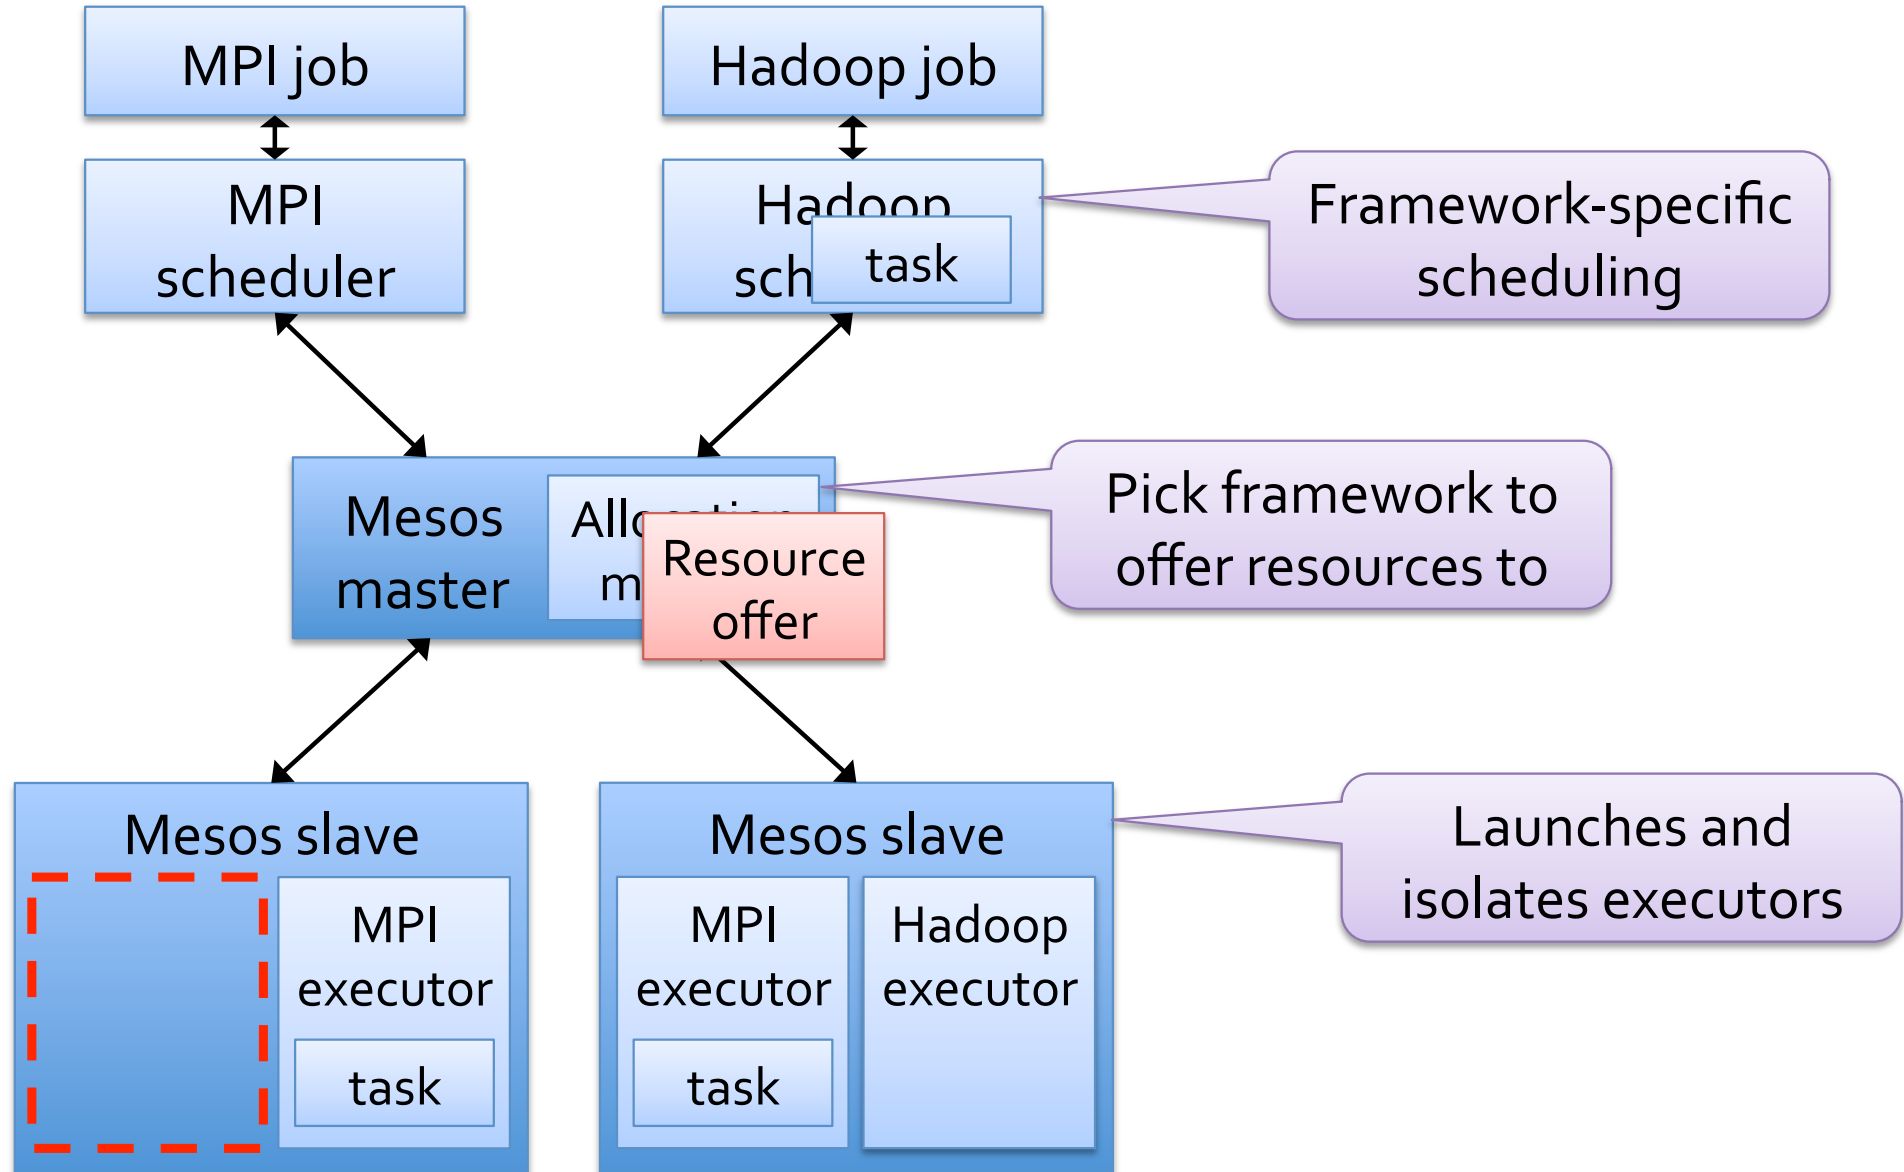 MPI job
Hadoop job
MPI
scheduler
Hadoop
sch
task
Framework-specific
scheduling
Mesos
master
Resource
offer
Pick framework to
offer resources to
Mesos slave
MPI
executor
task
Mesos slave
MPI
executor
task
Hadoop
executor
Launches and
isolates executors